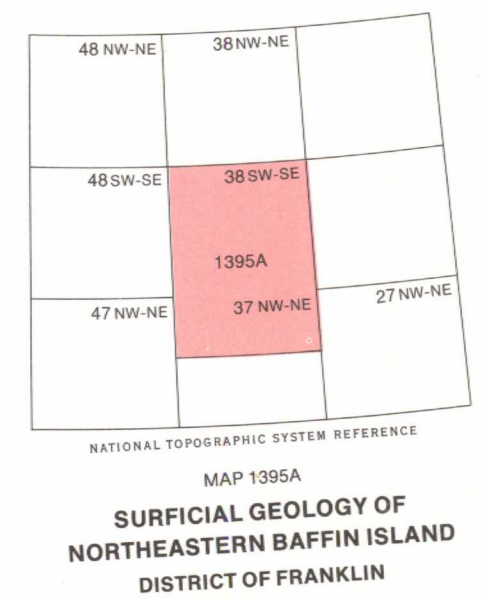 48 NW-NE
38 NW-NE
48 SW-SE
38 SW-SE
1395A
47 NW-NE
37 NW-NE
27 NW-NE
NATIONAL TOPOGRAPHIC SYSTEM REFERENCE
MAP 1395A
SURFICIAL GEOLOGY OF
NORTHEASTERN BAFFIN ISLAND
DISTRICT OF FRANKLIN